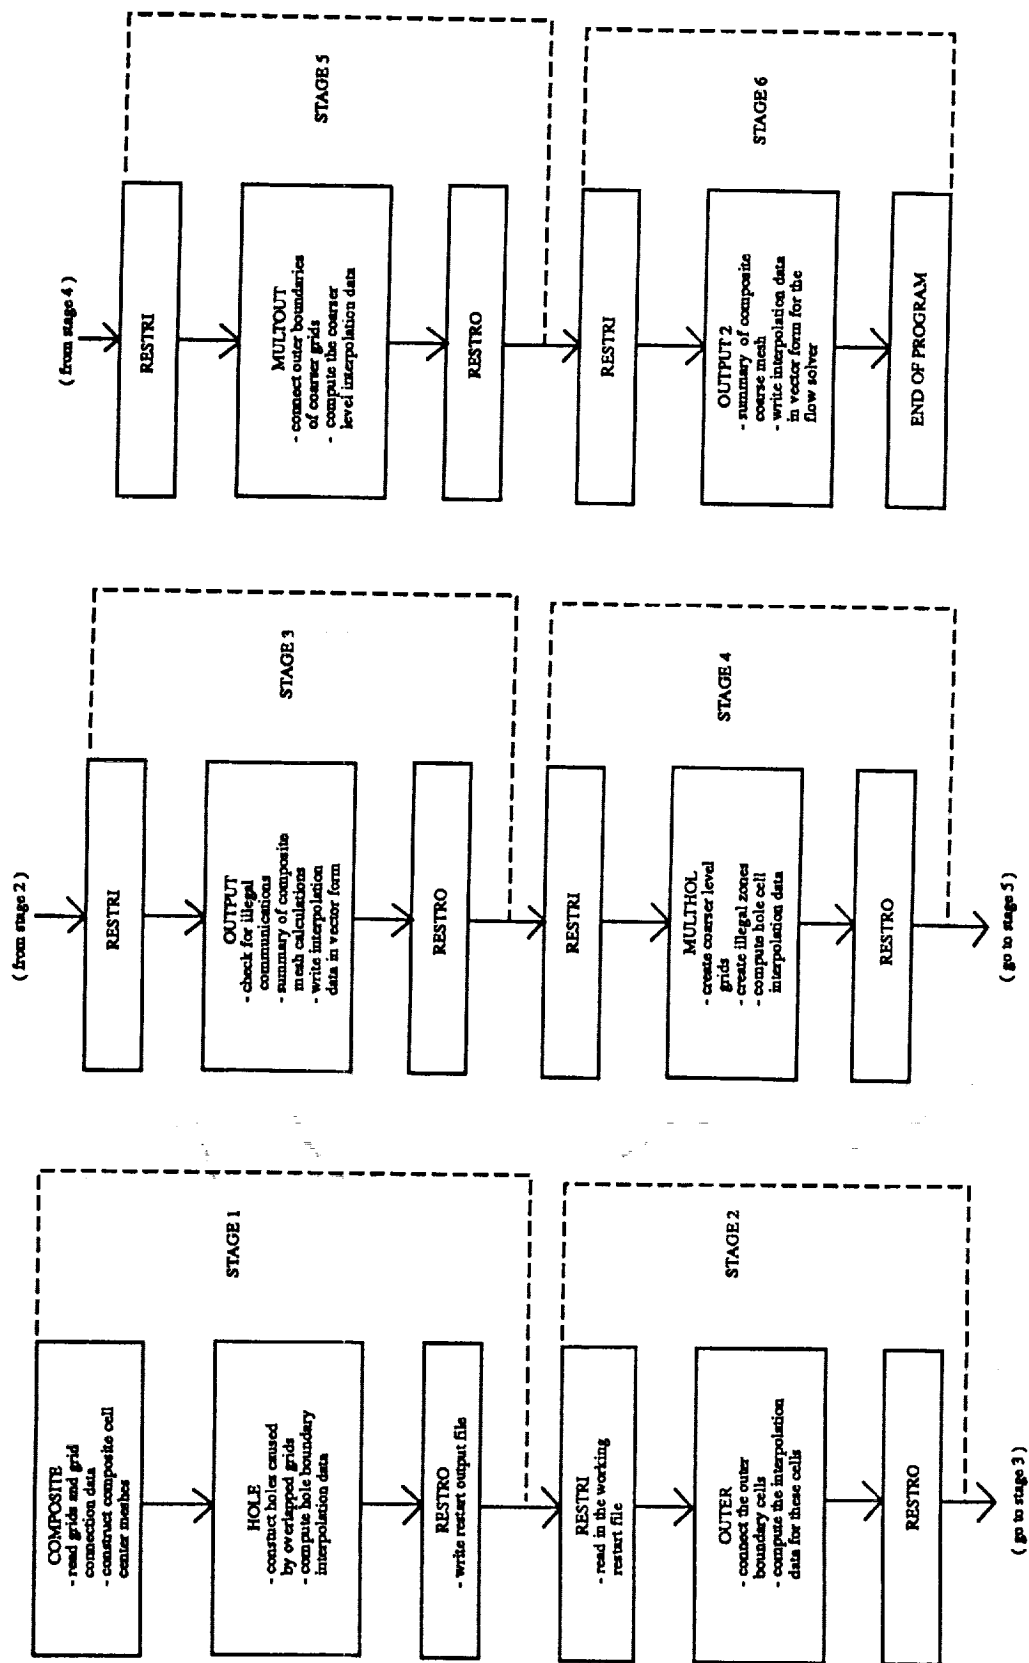 COMPOSITE
- read grids and grid
connection data
- construct composite cell
center meshes
HOLE
- constuct holes caused
by overlapped grids
- compute hole boundary
interpolation data
RESTRO
- write restart output file
STAGE 1
RESTRI
- read in the working
restart file
OUTER
- connect the outer
boundary cells
- compute the interpolation
data for these cells
RESTRO
STAGE 2
( go to stage 3 )
( from stage 2 )
RESTRI
OUTPUT
- check for illegal
communications
- summary of composite
mesh calculations
- write interpolation
data in vector form
RESTRO
STAGE 3
RESTRI
MULTHOL
- create coarser level
grids
- create illegal zones
- compute hole cell
interpolation data
RESTRO
STAGE 4
( go to stage 5 )
( from stage 4 )
RESTRI
MULTOUT
- connect outer boundaries
of coarser grids
- compute the coarser
level interpolation data
RESTRO
STAGE 5
RESTRI
OUTPUT 2
- summary of composite
coarse mesh
- write interpolation data
in vector form for the
flow solver
END OF PROGRAM
STAGE 6